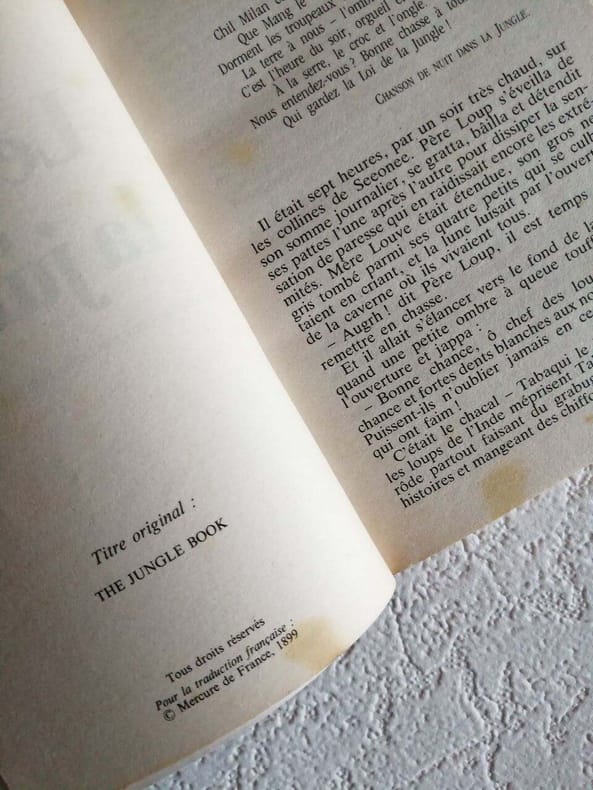 Titre original :
THE JUNGLE BOOK
Tous droits réservés
Pour la traduction française :
© Mercure de France, 1899
Chil Milan
Que Mang le
Dorment les troupeaux
La terre à nous – l'ombre
C'est l'heure du soir, orgueil
À la serre, le croc et l'ongle.
Nous entendez-vous ? Bonne chasse à tous
Qui gardez la Loi de la Jungle !
CHANSON DE NUIT DANS LA JUNGLE.
Il était sept heures, par un soir très chaud, sur
les collines de Seeonee. Père Loup s'éveilla de
son somme journalier, se gratta, bâilla et détendit
ses pattes l'une après l'autre pour dissiper la sen-
sation de paresse qui en raidissait encore les extré-
mités. Mère Louve était étendue, son gros nez
gris tombé parmi ses quatre petits qui se culb
taient en criant, et la lune luisait par l'ouvert
de la caverne où ils vivaient tous.
– Augrh ! dit Père Loup, il est temps
remettre en chasse.
Et il allait s'élancer vers le fond de la
quand une petite ombre à queue touff
l'ouverture et jappa :
– Bonne chance, ô chef des lou
chance et fortes dents blanches aux no
Puissent-ils n'oublier jamais en ce
qui ont faim !
C'était le chacal – Tabaqui le
les loups de l'Inde méprisent Ta
rôde partout faisant du grabug
histoires et mangeant des chiffo